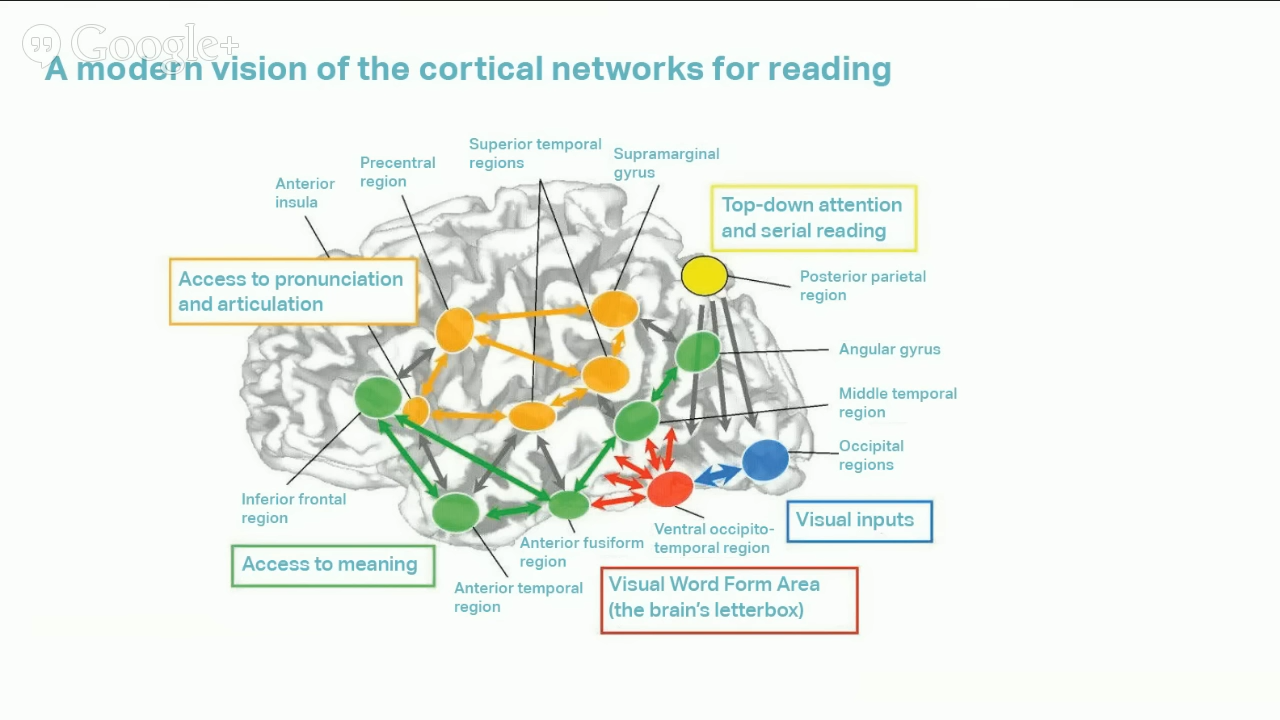 Google+
A modern vision of the cortical networks for reading
Superior temporal
regions
Supramarginal
gyrus
Precentral
region
Anterior
insula
Top-down attention
and serial reading
Access to pronunciation
and articulation
Posterior parietal
region
Angular gyrus
Middle temporal
region
Occipital
regions
Inferior frontal
region
Visual inputs
Ventral occipito-
temporal region
Anterior fusiform
region
Access to meaning
Anterior temporal
region
Visual Word Form Area
(the brain's letterbox)